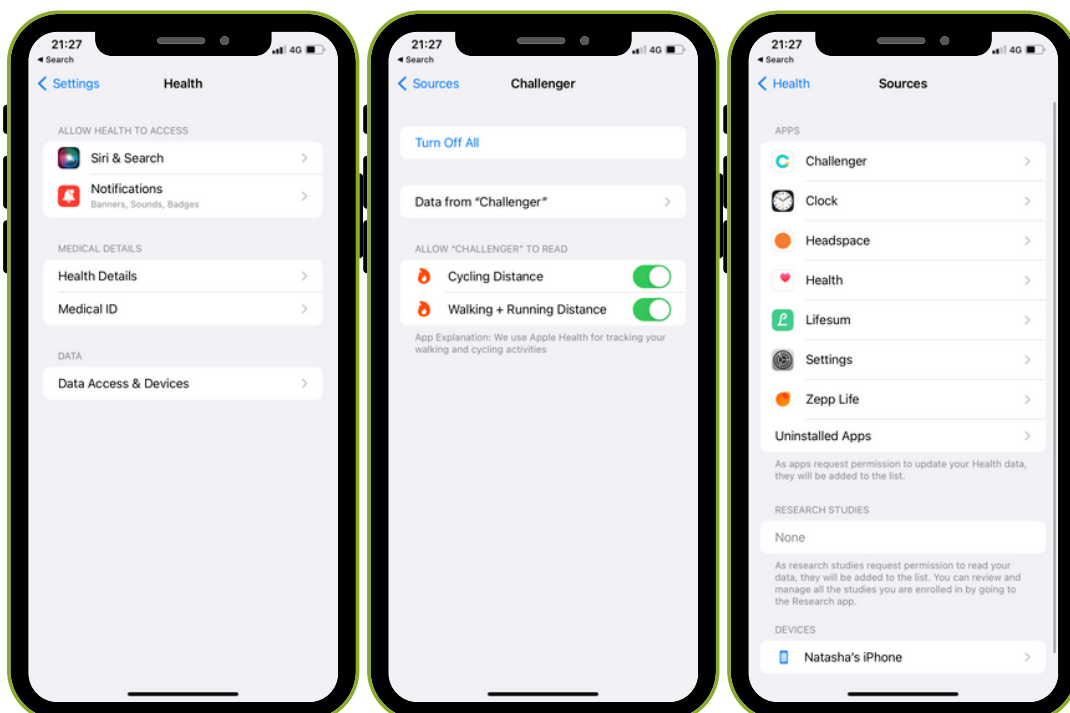 21:27
4G
Search
Settings
Health
ALLOW HEALTH TO ACCESS
Siri & Search
Notifications
Banners, Sounds, Badges
MEDICAL DETAILS
Health Details
Medical ID
DATA
Data Access & Devices
21:27
4G
Search
Sources
Challenger
Turn Off All
Data from "Challenger"
ALLOW "CHALLENGER" TO READ
Cycling Distance
Walking + Running Distance
App Explanation: We use Apple Health for tracking your
walking and cycling activities
21:27
4G
Search
Health
Sources
APPS
Challenger
Clock
Headspace
Health
Lifesum
Settings
Zepp Life
Uninstalled Apps
As apps request permission to update your Health data,
they will be added to the list.
RESEARCH STUDIES
None
As research studies request permission to read your
data, they will be added to the list. You can review and
manage all the studies you are enrolled in by going to
the Research app.
DEVICES
Natasha's iPhone